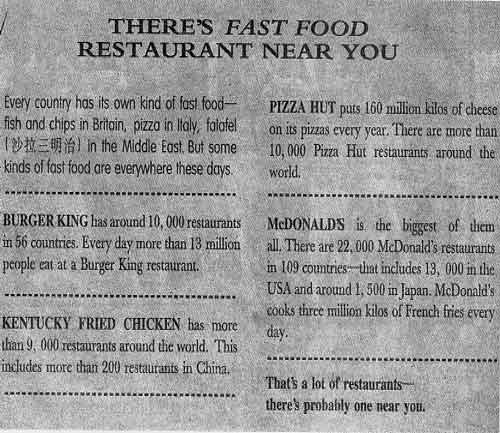 THERE'S FAST FOOD
RESTAURANT NEAR YOU
Every country has its own kind of fast food—
fish and chips in Britain, pizza in Italy, falafel
(沙拉三明治) in the Middle East. But some
kinds of fast food are everywhere these days.
BURGER KING has around 10, 000 restaurants
in 56 countries. Every day more than 13 million
people eat at a Burger King restaurant.
KENTUCKY FRIED CHICKEN has more
than 9, 000 restaurants around the world. This
includes more than 200 restaurants in China.
PIZZA HUT puts 160 million kilos of cheese
on its pizzas every year. There are more than
10, 000 Pizza Hut restaurants around the
world.
McDONALD'S is the biggest of them
all. There are 22, 000 McDonald's restaurants
in 109 countries—that includes 13, 000 in the
USA and around 1, 500 in Japan. McDonald's
cooks three million kilos of French fries every
day.
That's a lot of restaurants—
there's probably one near you.